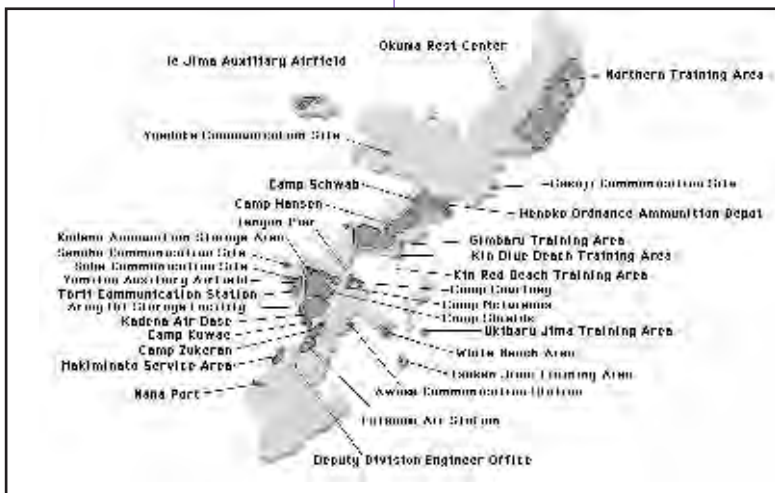 Okuma Rest Center
Ie Jima Auxiliary Airfield
Northern Training Area
Yaedake Communication Site
Camp Schwab
Gesaji Communication Site
Camp Hansen
Henoko Ordnance Ammunition Depot
Tengan Pier
Kadena Ammunition Storage Area
Gimbaru Training Area
Senaha Communication Site
Kin Blue Beach Training Area
Sobe Communication Site
Kin Red Beach Training Area
Yomitan Auxiliary Airfield
Camp Courtney
Torii Communication Station
Camp McTureous
Army Oil Storage Facility
Camp Shields
Kadena Air Base
Ukibaru Jima Training Area
Camp Kuwae
Camp Zukeran
White Beach Area
Makiminato Service Area
Training Area
Naha Port
Awase Communication Station
Futenma Air Station
Deputy Division Engineer Office